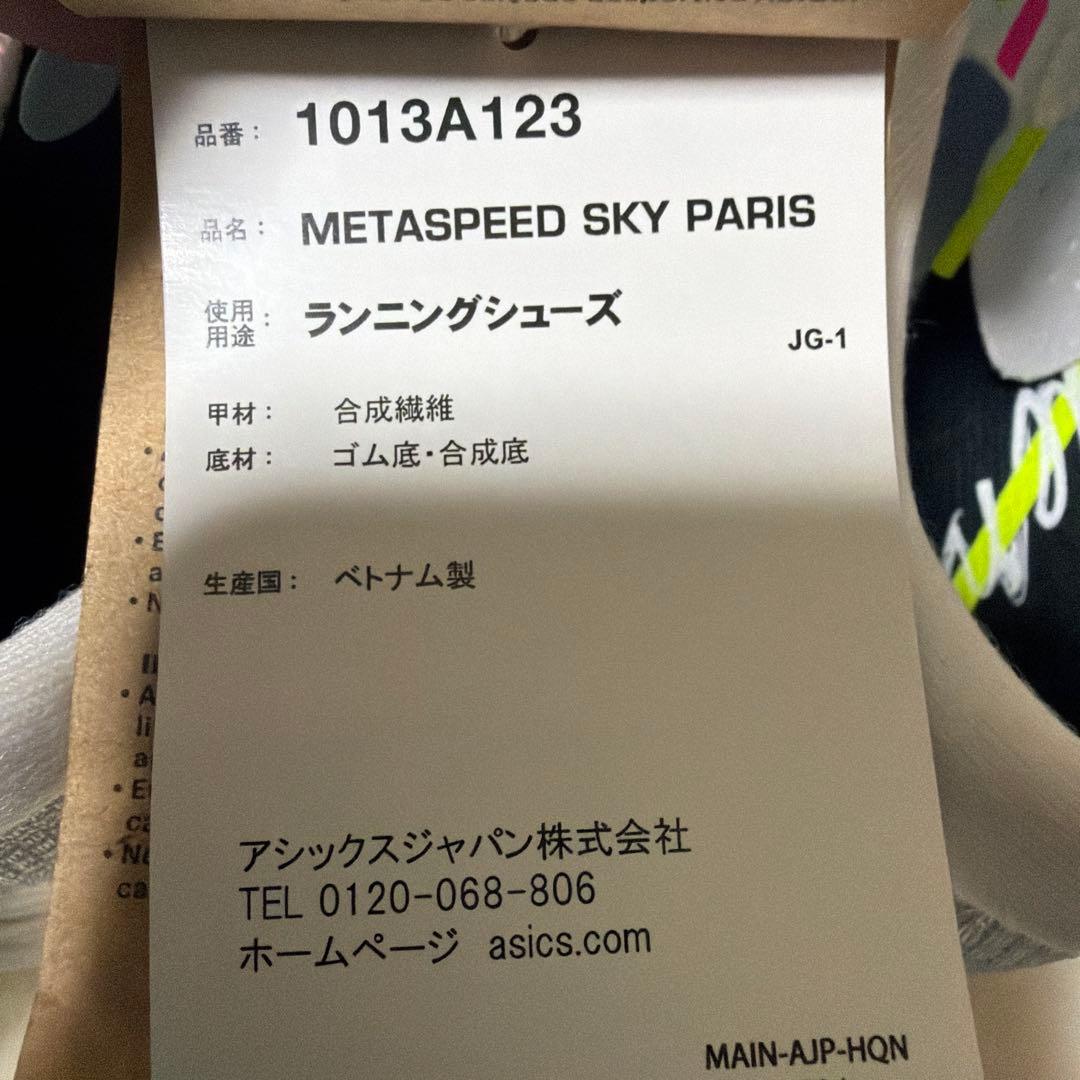 品番： 1013A123
品名： METASPEED SKY PARIS
使用用途： ランニングシューズ
JG-1
甲材： 合成繊維
底材： ゴム底・合成底
生産国： ベトナム製
アシックスジャパン株式会社
TEL 0120-068-806
ホームページ asics.com
MAIN-AJP-HQN